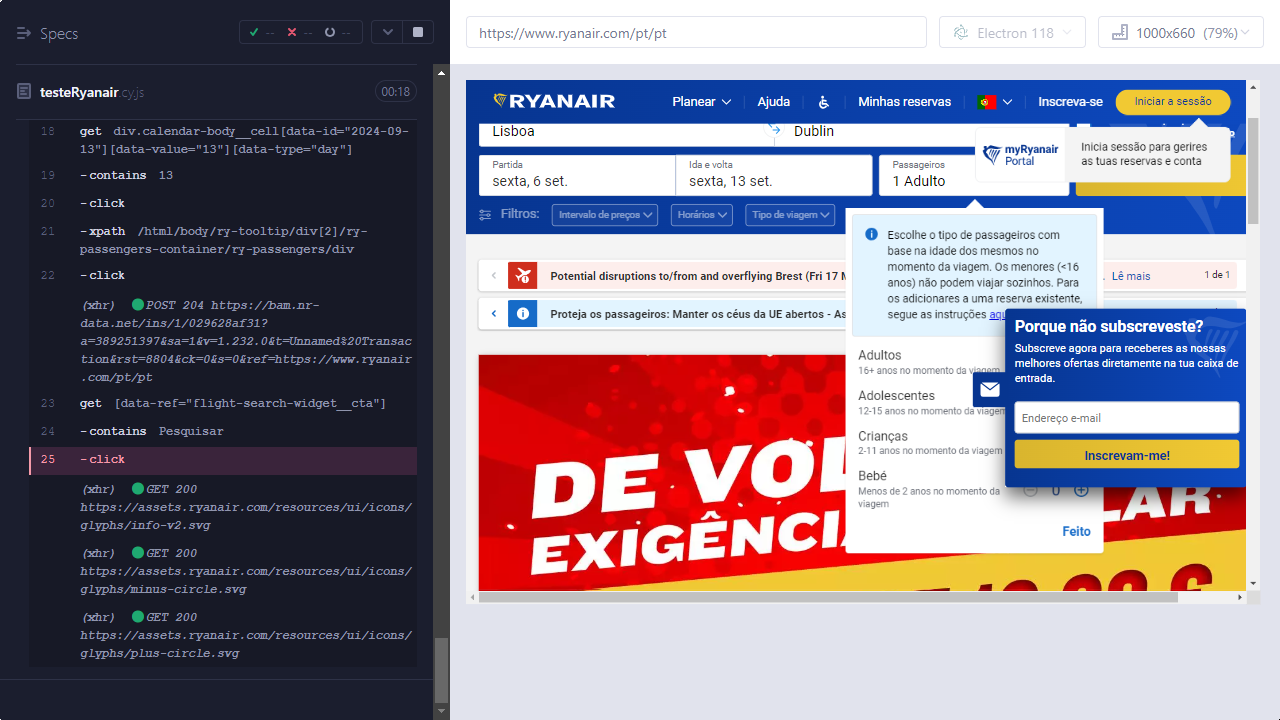 Specs
-- -- --
testeRyanair.cy.js
00:18
18 get div.calendar-body__cell[data-id="2024-09-
13"][data-value="13"][data-type="day"]
19 -contains 13
20 -click
21 -xpath /html/body/ry-tooltip/div[2]/ry-
passengers-container/ry-passengers/div
22 -click
(xhr) POST 204 https://bam.nr-
data.net/ins/1/029628af31?
a=389251397&sa=1&v=1.232.0&t=Unnamed%20Transac
tion&rst=8804&ck=0&s=0&ref=https://www.ryanair
.com/pt/pt
23 get [data-ref="flight-search-widget__cta"]
24 -contains Pesquisar
25 -click
(xhr) GET 200
https://assets.ryanair.com/resources/ui/icons/
glyphs/info-v2.svg
(xhr) GET 200
https://assets.ryanair.com/resources/ui/icons/
glyphs/minus-circle.svg
(xhr) GET 200
https://assets.ryanair.com/resources/ui/icons/
glyphs/plus-circle.svg
https://www.ryanair.com/pt/pt
Electron 118
1000x660 (79%)
RYANAIR
Planear
Ajuda
Minhas reservas
Inscreva-se
Iniciar a sessão
Lisboa
Dublin
myRyanair
Portal
Inicia sessão para gerires
as tuas reservas e conta
Partida
sexta, 6 set.
Ida e volta
sexta, 13 set.
Passageiros
1 Adulto
Filtros:
Intervalo de preços
Horários
Tipo de viagem
Escolhe o tipo de passageiros com
base na idade dos mesmos no
momento da viagem. Os menores (<16
anos) não podem viajar sozinhos. Para
os adicionares a uma reserva existente,
segue as instruções
Potential disruptions to/from and overflying Brest (Fri 17
. Lê mais
1 de 1
Proteja os passageiros: Manter os céus da UE abertos - As
Porque não subscreveste?
Subscreve agora para receberes as nossas
melhores ofertas diretamente na tua caixa de
entrada.
Endereço e-mail
Inscrevam-me!
Adultos
16+ anos no momento da viagem
Adolescentes
12-15 anos no momento da viagem
Crianças
2-11 anos no momento da viagem
Bebé
Menos de 2 anos no momento da
viagem
0
Feito
DE VOL
EXIGÊNCIA
LAR